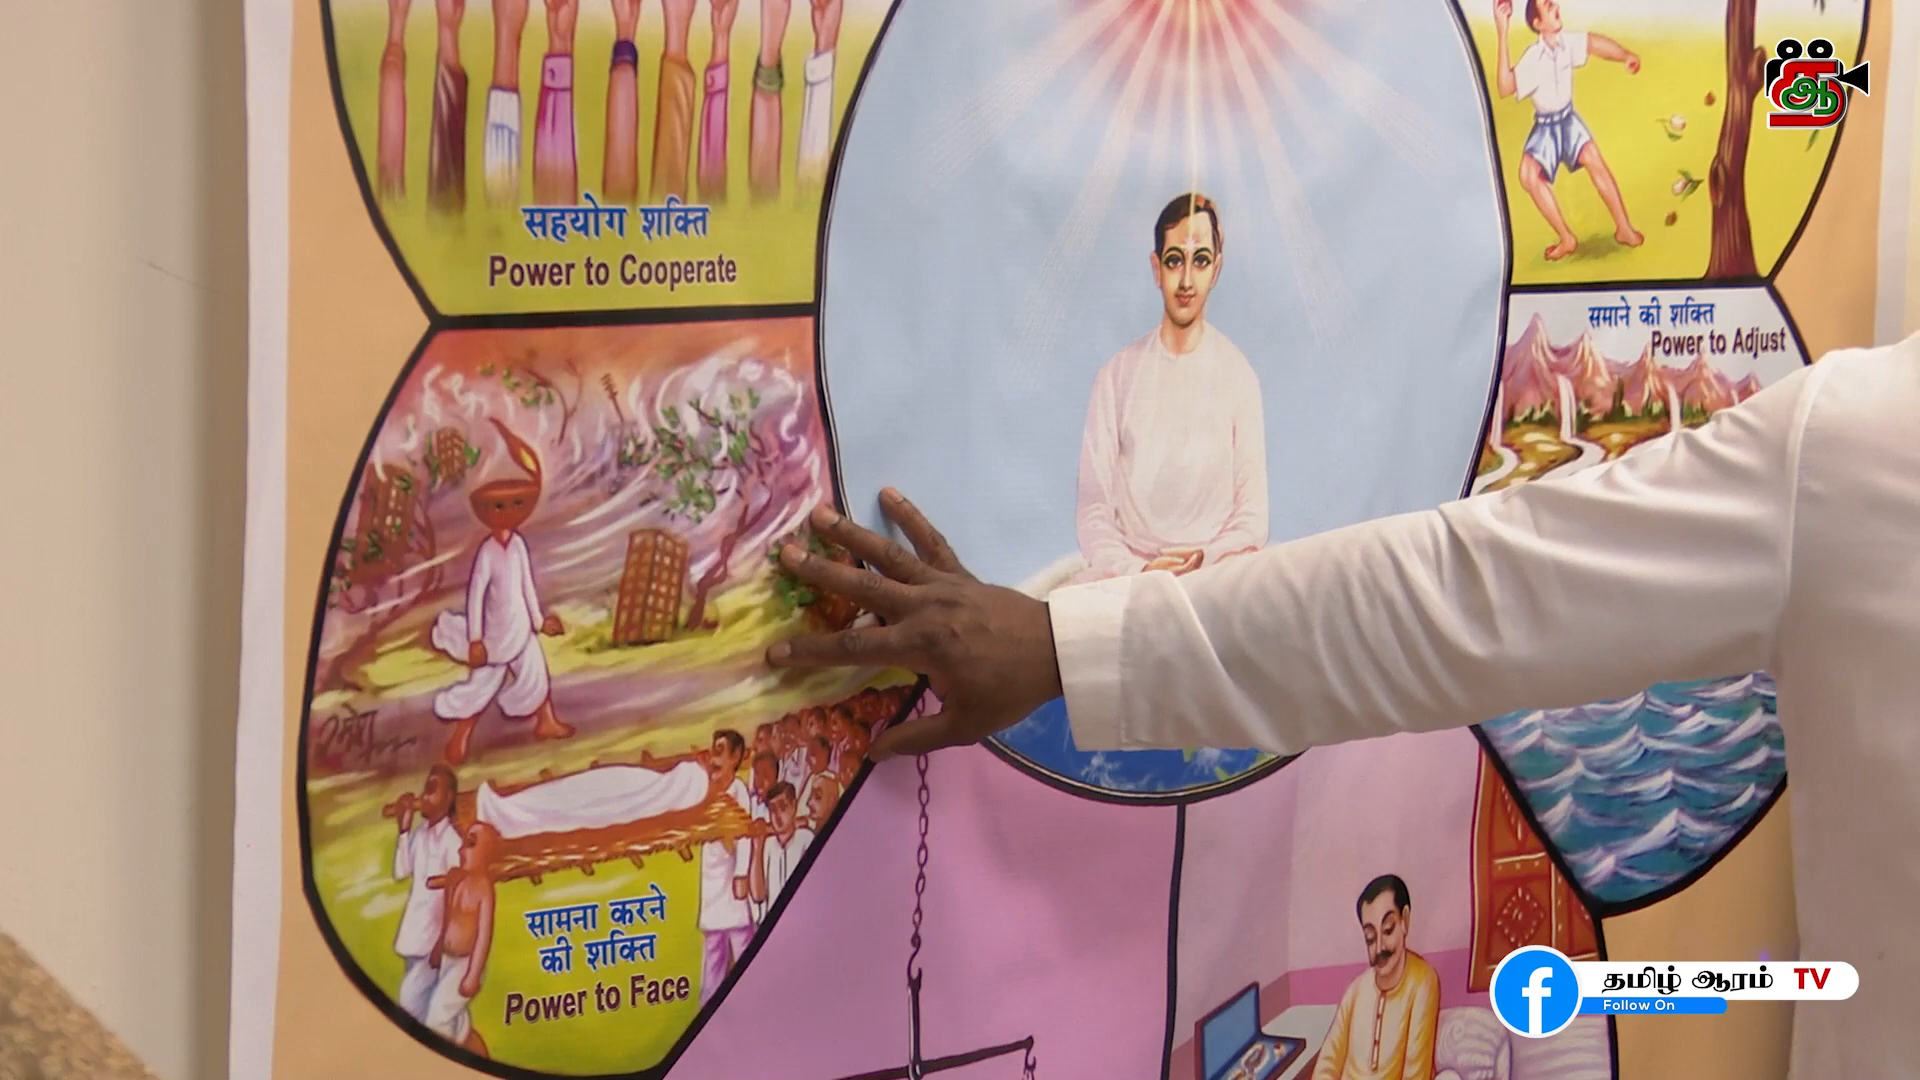 सहयोग शक्ति
Power to Cooperate
समाने की शक्ति
Power to Adjust
सामना करने
की शक्ति
Power to Face
தமிழ் ஆரம் TV
Follow On